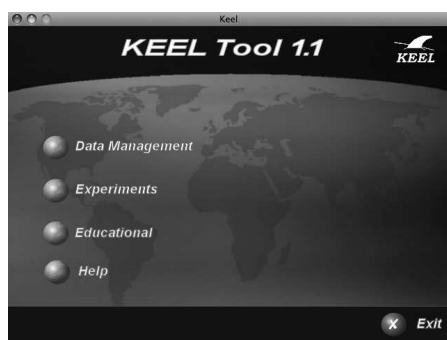 Keel
KEEL Tool 1.1
KEEL
Data Management
Experiments
Educational
Help
X Exit